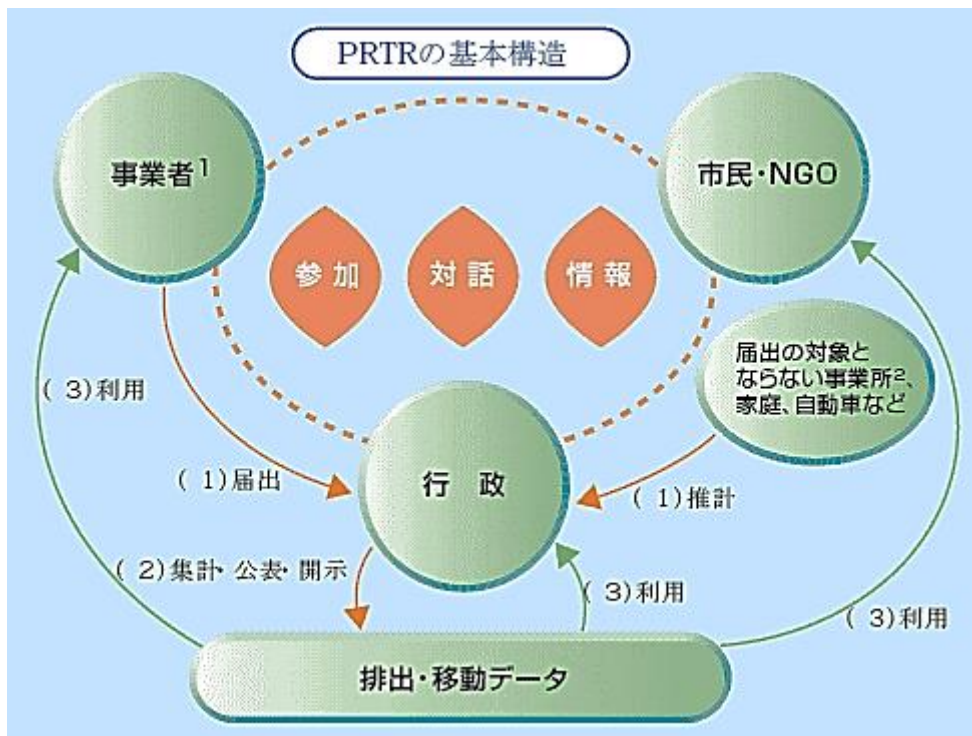 PRTRの基本構造
事業者1
市民・NGO
参加
対話
情報
届出の対象と
ならない事業所2、
家庭、自動車など
( 3)利用
( 1)届出
行 政
( 1)推計
( 2)集計・公表・開示
( 3)利用
( 3)利用
排出・移動データ